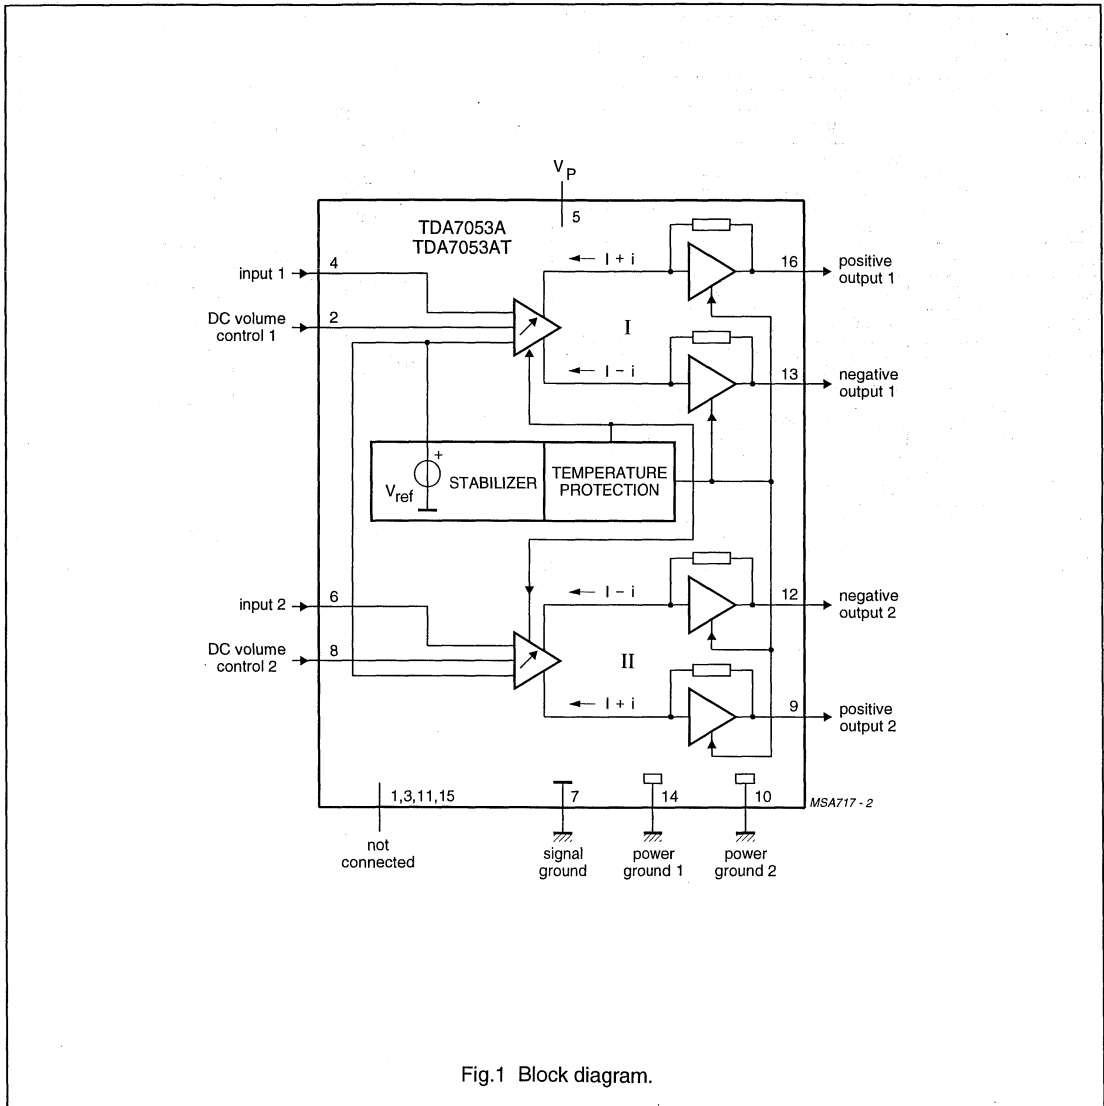 V P
5
TDA7053A
TDA7053AT
input 1
4
I + i
16
positive
output 1
DC volume
control 1
2
I
I − i
13
negative
output 1
+
Vref
STABILIZER
TEMPERATURE
PROTECTION
input 2
6
I − i
12
negative
output 2
DC volume
control 2
8
II
I + i
9
positive
output 2
1,3,11,15
7
14
10
MSA717 - 2
not
connected
signal
ground
power
ground 1
power
ground 2
Fig.1 Block diagram.